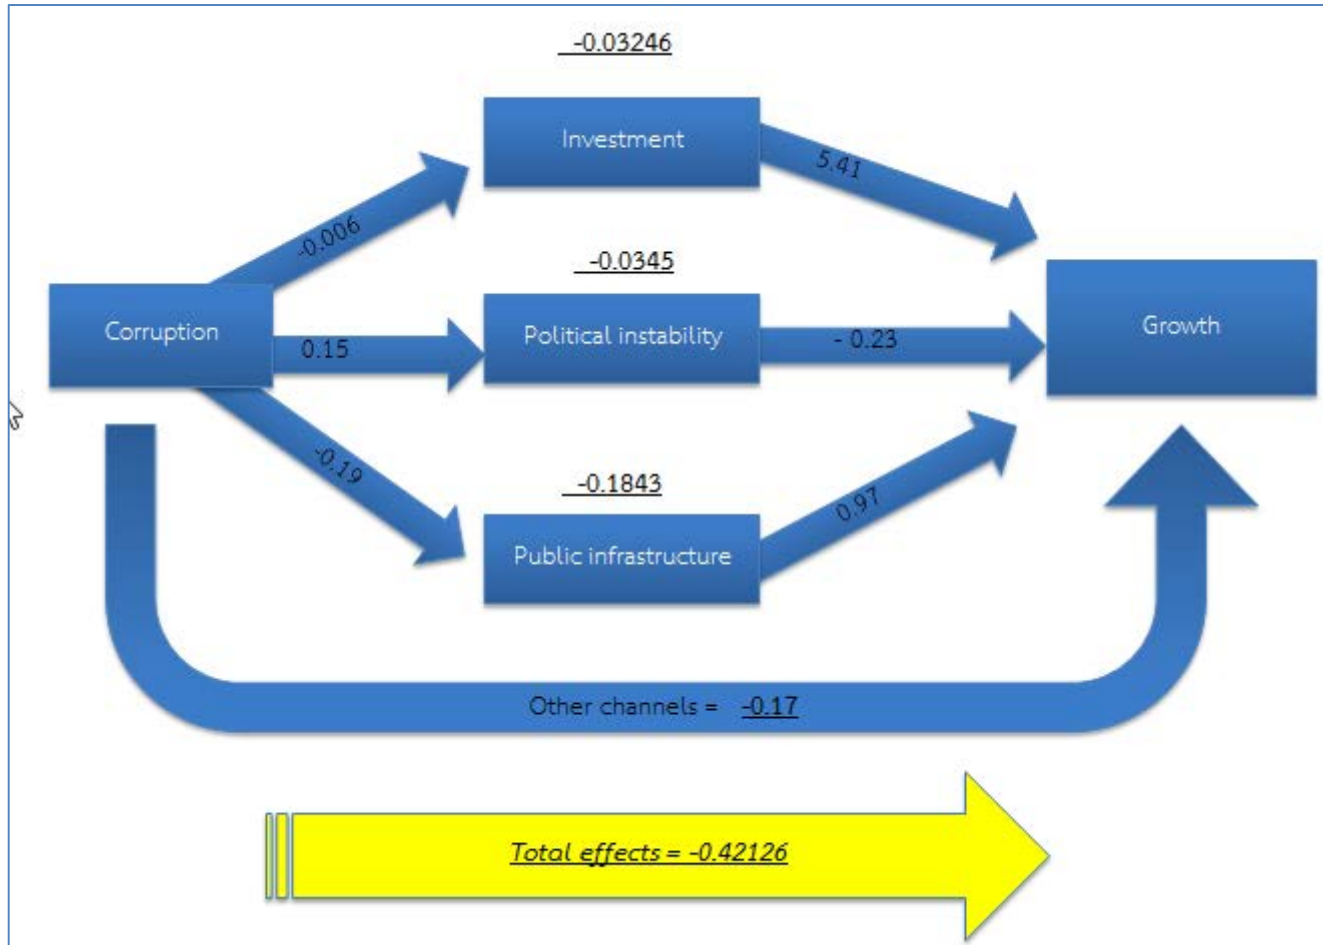 -0.03246
Investment
5.41
-0.006
-0.0345
Corruption
0.15
Political instability
- 0.23
Growth
-0.19
-0.1843
0.97
Public infrastructure
Other channels = -0.17
Total effects = -0.42126